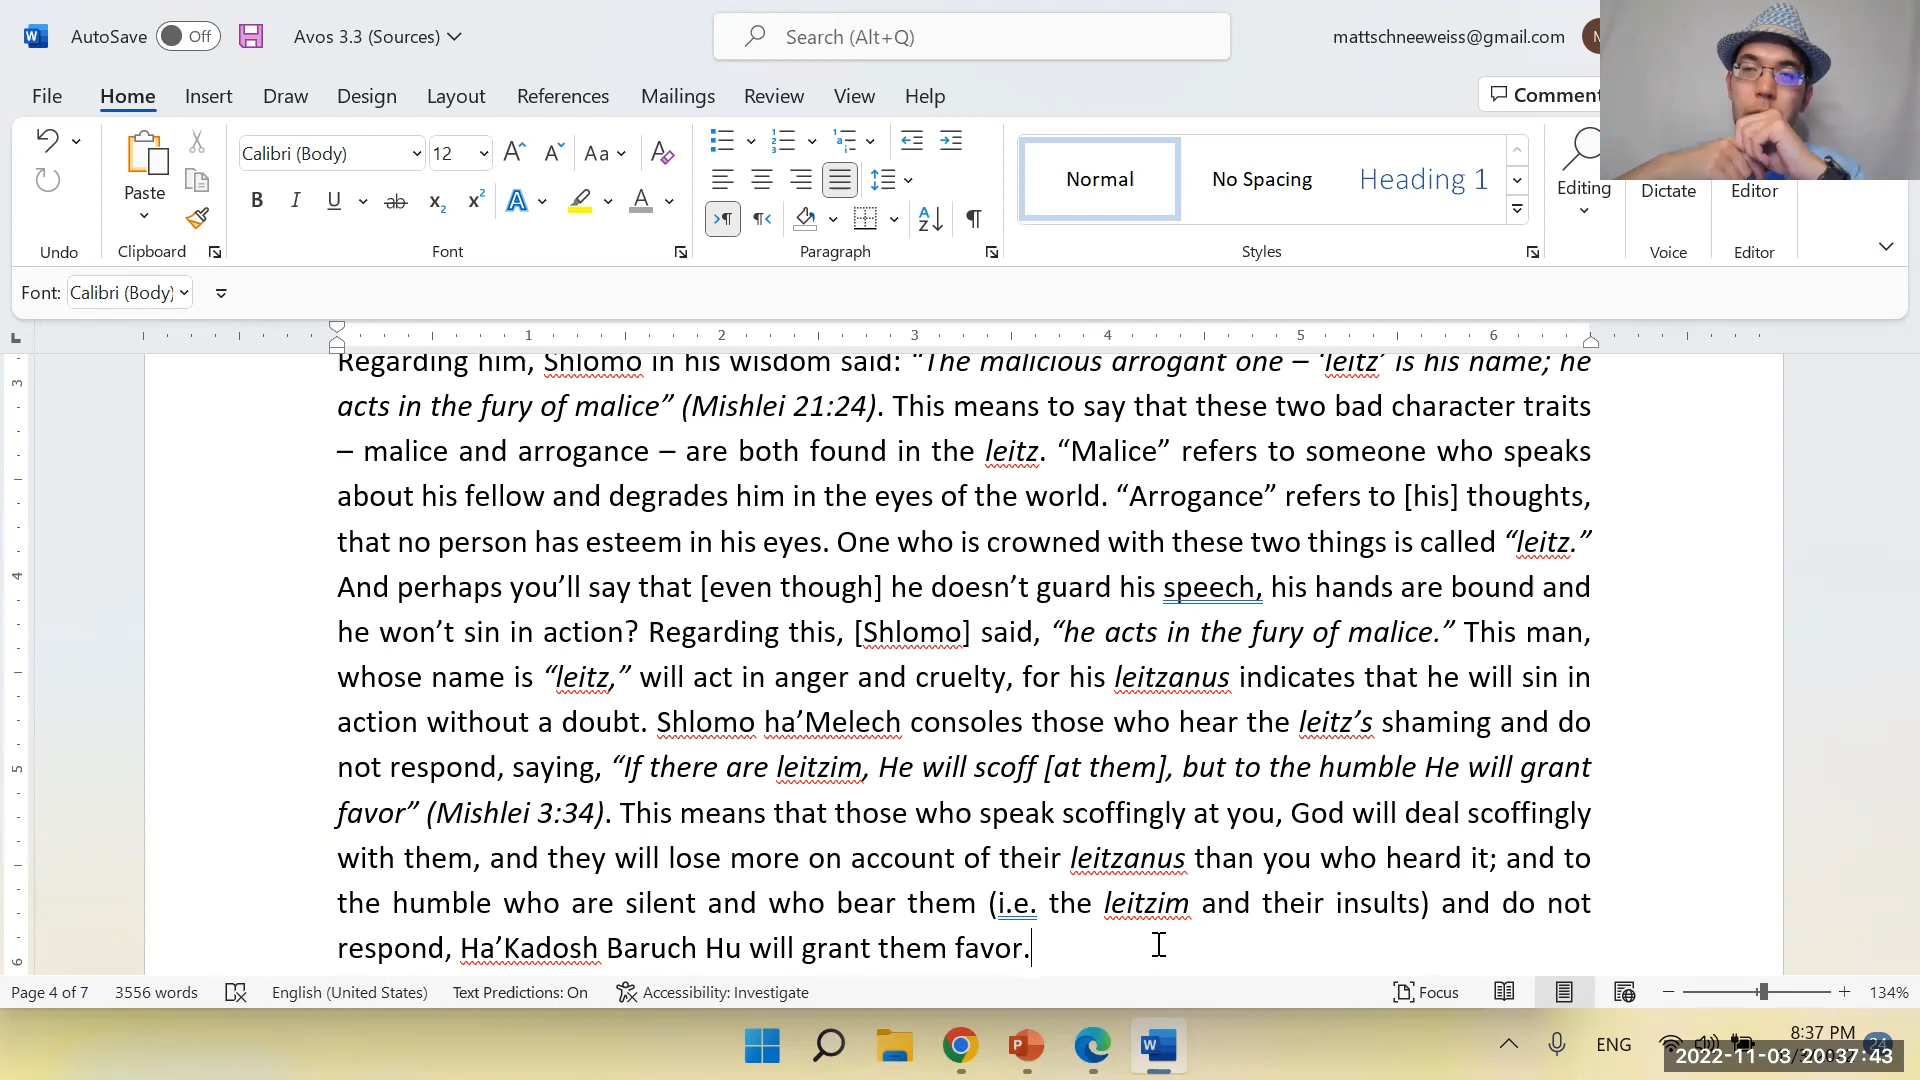 AutoSave Off Avos 3.3 (Sources) Search (Alt+Q) mattschneeweiss@gmail.com
File Home Insert Draw Design Layout References Mailings Review View Help
Calibri (Body) 12 Aa
Paste B I U ab x₂ x² A A Normal No Spacing Heading 1 Editing Dictate Editor
Undo Clipboard Font Paragraph Styles Voice Editor
Font: Calibri (Body)
1 2 3 4 5 6
Regarding him, Shlomo in his wisdom said: “The malicious arrogant one – ‘leitz’ is his name; he
acts in the fury of malice” (Mishlei 21:24). This means to say that these two bad character traits
– malice and arrogance – are both found in the leitz. “Malice” refers to someone who speaks
about his fellow and degrades him in the eyes of the world. “Arrogance” refers to [his] thoughts,
that no person has esteem in his eyes. One who is crowned with these two things is called “leitz.”
And perhaps you’ll say that [even though] he doesn’t guard his speech, his hands are bound and
he won’t sin in action? Regarding this, [Shlomo] said, “he acts in the fury of malice.” This man,
whose name is “leitz,” will act in anger and cruelty, for his leitzanus indicates that he will sin in
action without a doubt. Shlomo ha’Melech consoles those who hear the leitz’s shaming and do
not respond, saying, “If there are leitzim, He will scoff [at them], but to the humble He will grant
favor” (Mishlei 3:34). This means that those who speak scoffingly at you, God will deal scoffingly
with them, and they will lose more on account of their leitzanus than you who heard it; and to
the humble who are silent and who bear them (i.e. the leitzim and their insults) and do not
respond, Ha’Kadosh Baruch Hu will grant them favor.
Page 4 of 7 3556 words English (United States) Text Predictions: On Accessibility: Investigate Focus 134%
ENG 8:37 PM
2022-11-03 20:37:43